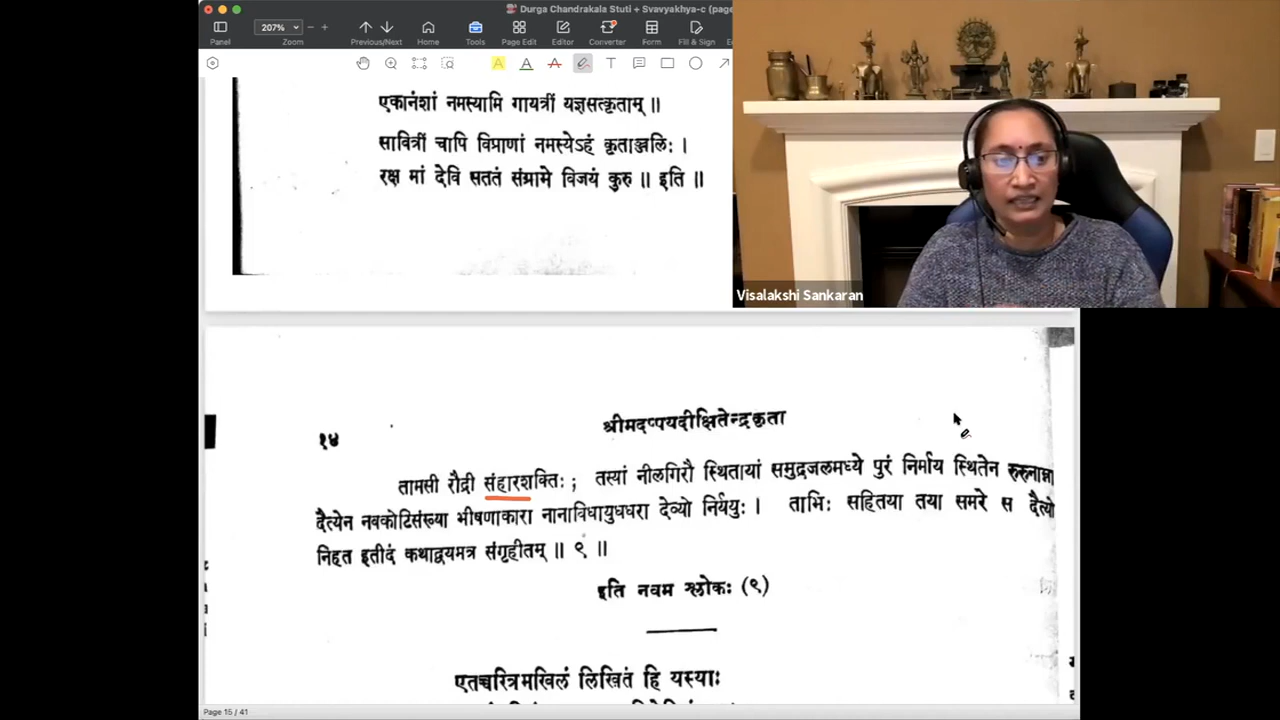 Durga Chandrakala Stuti + Svavyakhya-c (page
207%
Panel
Zoom
Previous/Next
Home
Tools
Page Edit
Editor
Converter
Form
Fill & Sign
एकानंशां नमस्यामि गायत्रीं यज्ञसत्कृताम् ॥
सावित्रीं चापि विप्राणां नमस्येऽहं कृताञ्जलिः ।
रक्ष मां देवि सततं संग्रामे विजयं कुरु ॥ इति ॥
Visalakshi Sankaran
१४
श्रीमदप्पयदीक्षितेन्द्रकृता
तामसी रौद्री संहारशक्तिः ; तस्यां नीलगिरौ स्थितायां समुद्रजलमध्ये पुरं निर्माय स्थितेन रुरुनाम्ना
दैत्येन नवकोटिसंख्या भीषणाकारा नानाविधायुधधरा देव्यो निर्ययुः । ताभिः सहितया तया समरे स दैत्यो
निहत इतीदं कथाद्वयमत्र संगृहीतम् ॥ ९ ॥
इति नवम श्लोकः (९)
एतच्चरित्रमखिलं लिखितं हि यस्याः
Page 15 / 41